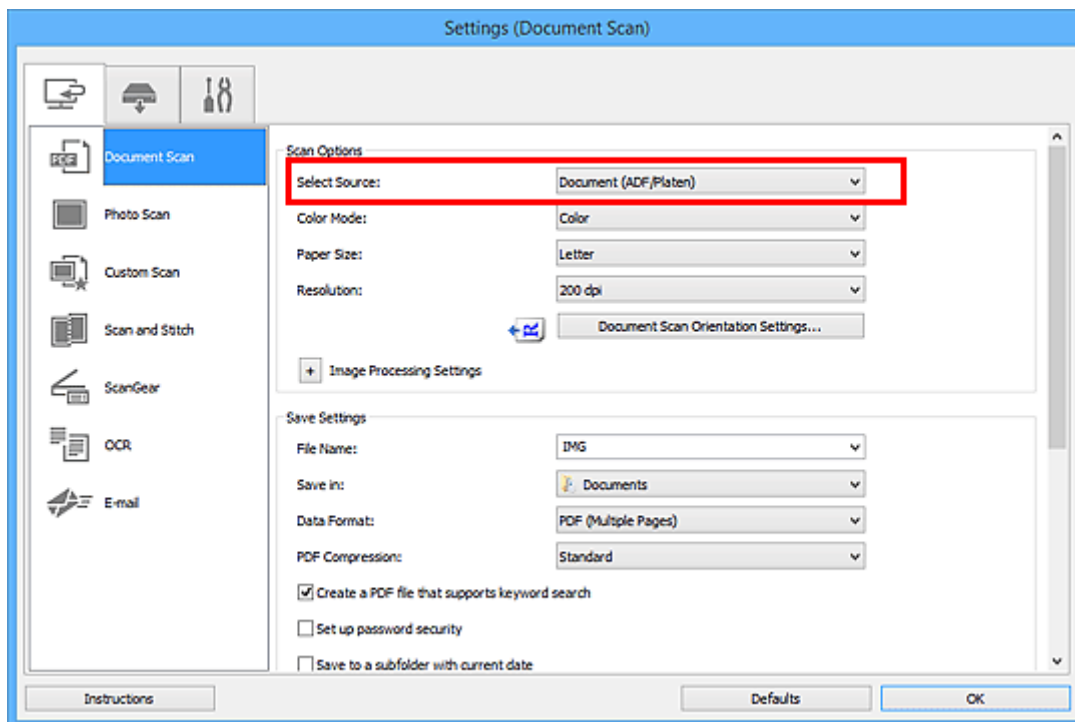 Settings (Document Scan)
PDF
Document Scan
Photo Scan
Custom Scan
Scan and Stitch
ScanGear
OCR
E-mail
Scan Options
Select Source: Document (ADF/Platen)
Color Mode: Color
Paper Size: Letter
Resolution: 200 dpi
R Document Scan Orientation Settings...
+ Image Processing Settings
Save Settings
File Name: IMG
Save in: Documents
Data Format: PDF (Multiple Pages)
PDF Compression: Standard
Create a PDF file that supports keyword search
Set up password security
Save to a subfolder with current date
Instructions Defaults OK